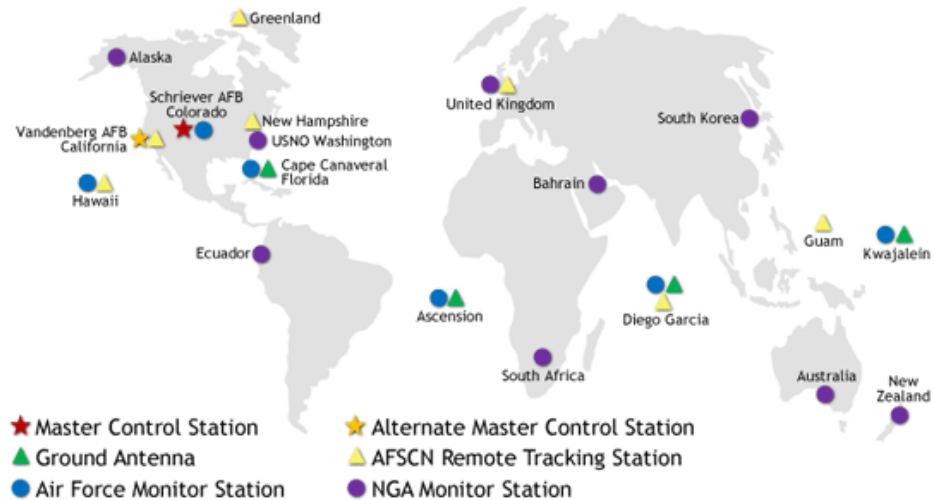 Greenland
Alaska
Schriever AFB
Colorado
New Hampshire
Vandenberg AFB
California
USNO Washington
Cape Canaveral
Florida
Hawaii
United Kingdom
South Korea
Bahrain
Ecuador
Guam
Kwajalein
Ascension
Diego Garcia
South Africa
Australia
New
Zealand
Master Control Station
Alternate Master Control Station
Ground Antenna
AFSCN Remote Tracking Station
Air Force Monitor Station
NGA Monitor Station